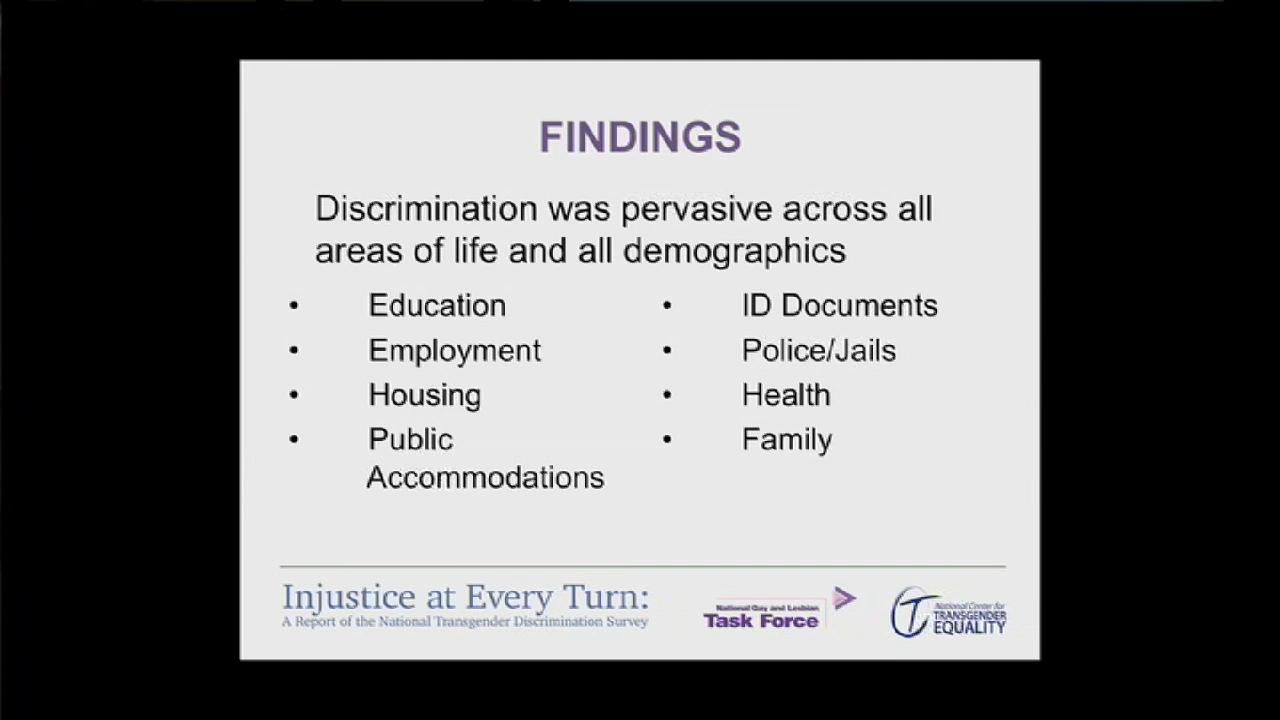 FINDINGS
Discrimination was pervasive across all
areas of life and all demographics
• Education
• Employment
• Housing
• Public
Accommodations
• ID Documents
• Police/Jails
• Health
• Family
Injustice at Every Turn:
A Report of the National Transgender Discrimination Survey
National Gay and Lesbian
Task Force
National Center for
TRANSGENDER
EQUALITY